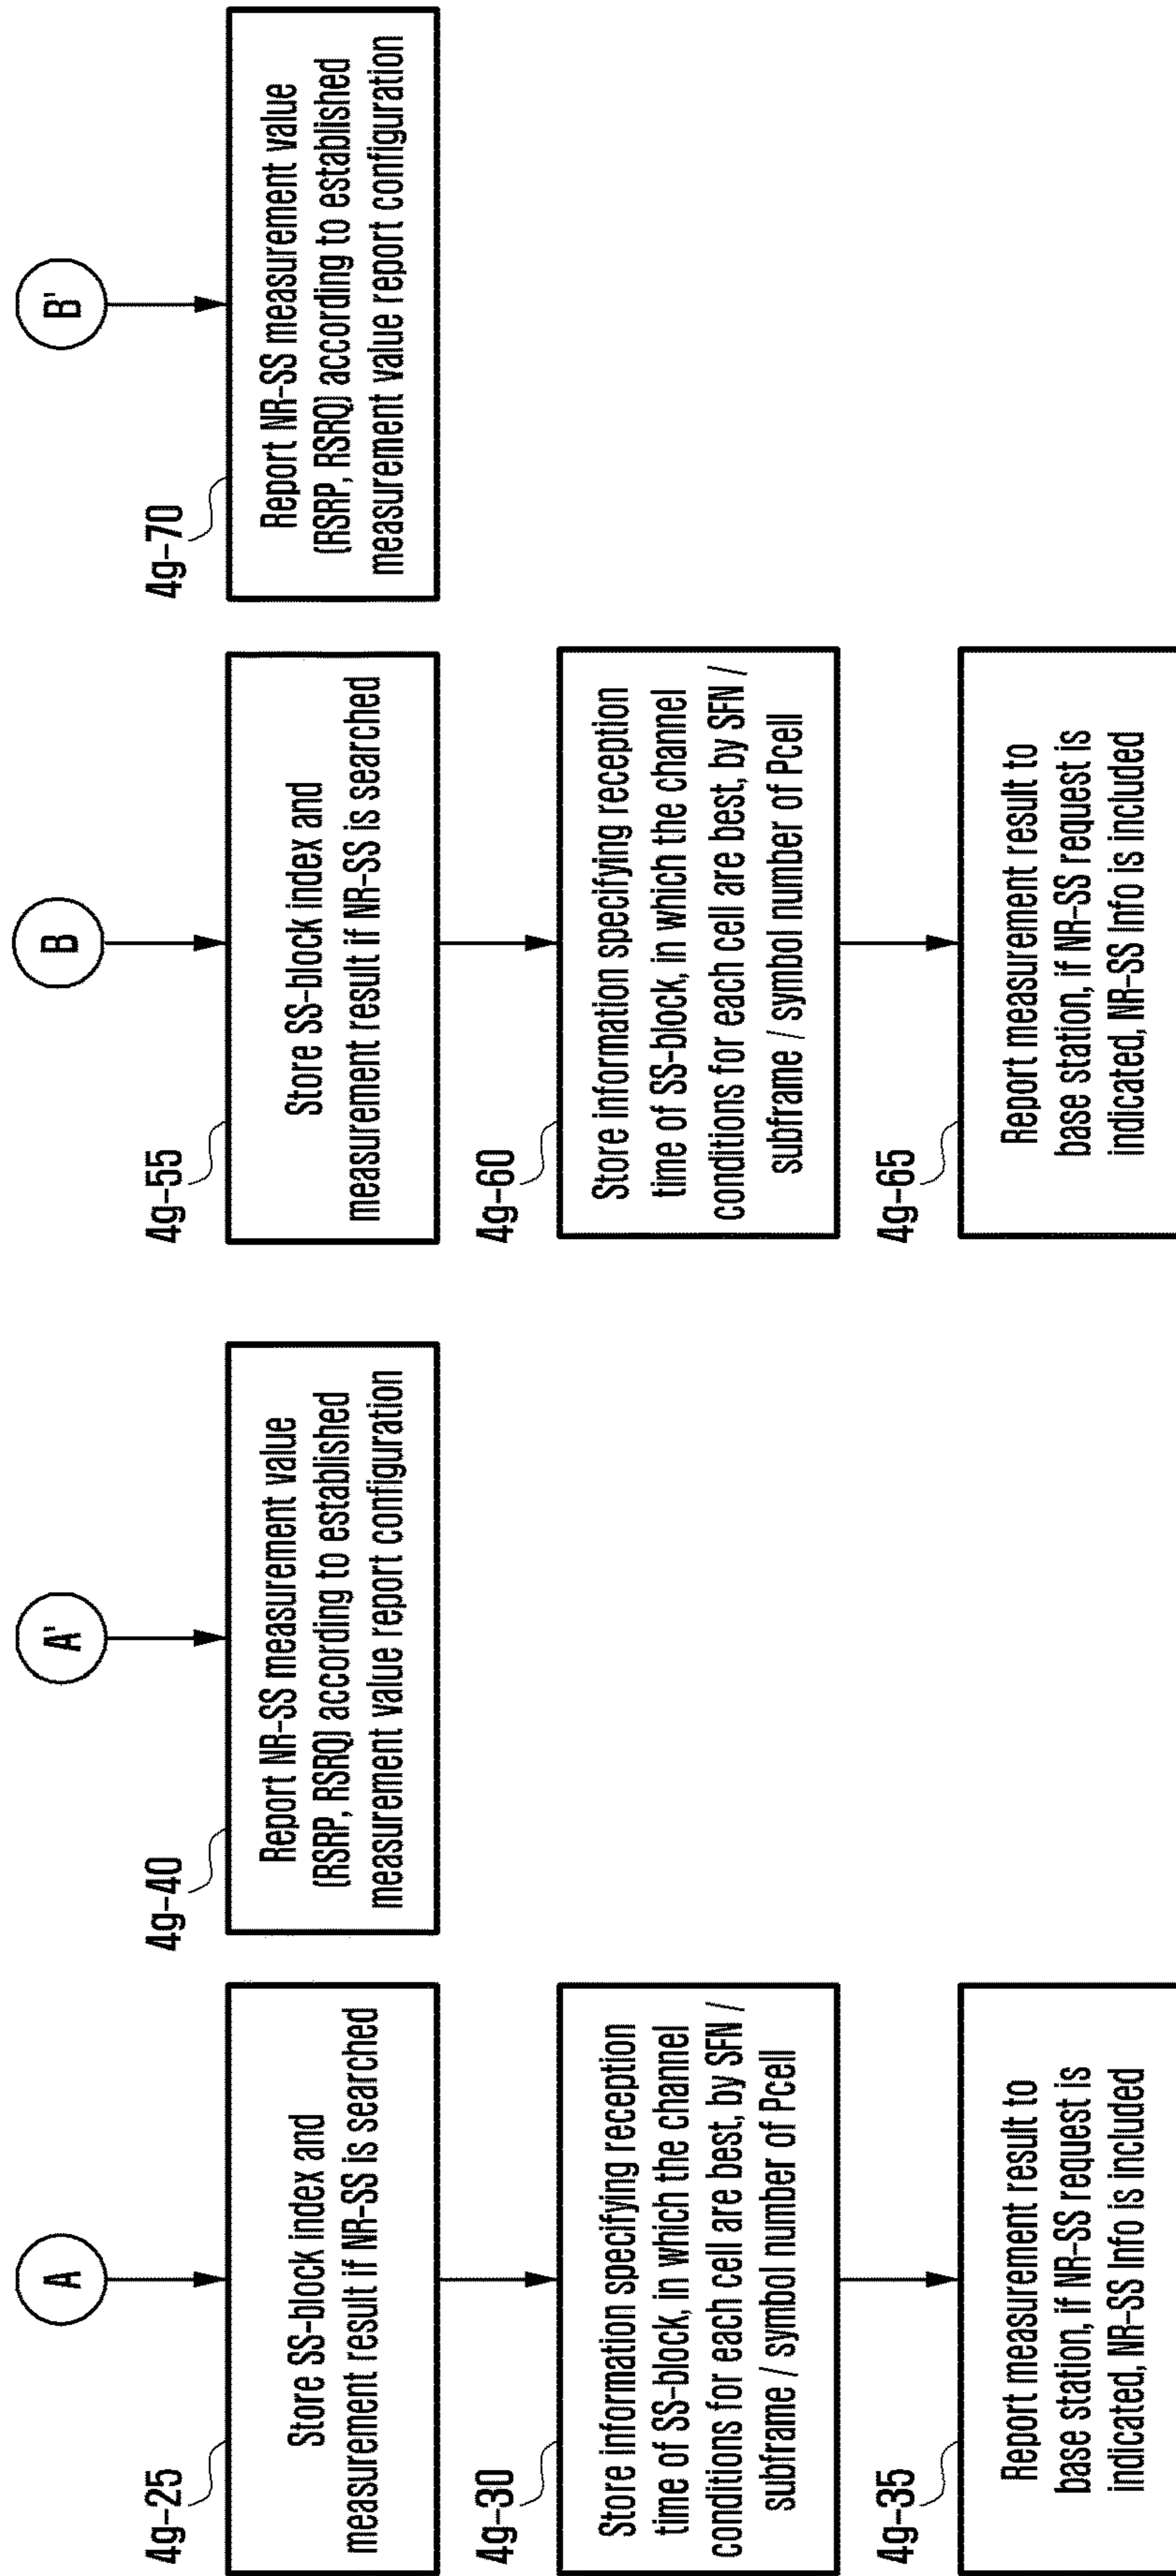 A
4g-25
Store SS-block index and
measurement result if NR-SS is searched
4g-30
Store information specifying reception
time of SS-block, in which the channel
conditions for each cell are best, by SFN /
subframe / symbol number of Pcell
4g-35
Report measurement result to
base station, if NR-SS request is
indicated, NR-SS Info is included
A'
4g-40
Report NR-SS measurement value
(RSRP, RSRQ) according to established
measurement value report configuration
B
4g-55
Store SS-block index and
measurement result if NR-SS is searched
4g-60
Store information specifying reception
time of SS-block, in which the channel
conditions for each cell are best, by SFN /
subframe / symbol number of Pcell
4g-65
Report measurement result to
base station, if NR-SS request is
indicated, NR-SS Info is included
B'
4g-70
Report NR-SS measurement value
(RSRP, RSRQ) according to established
measurement value report configuration